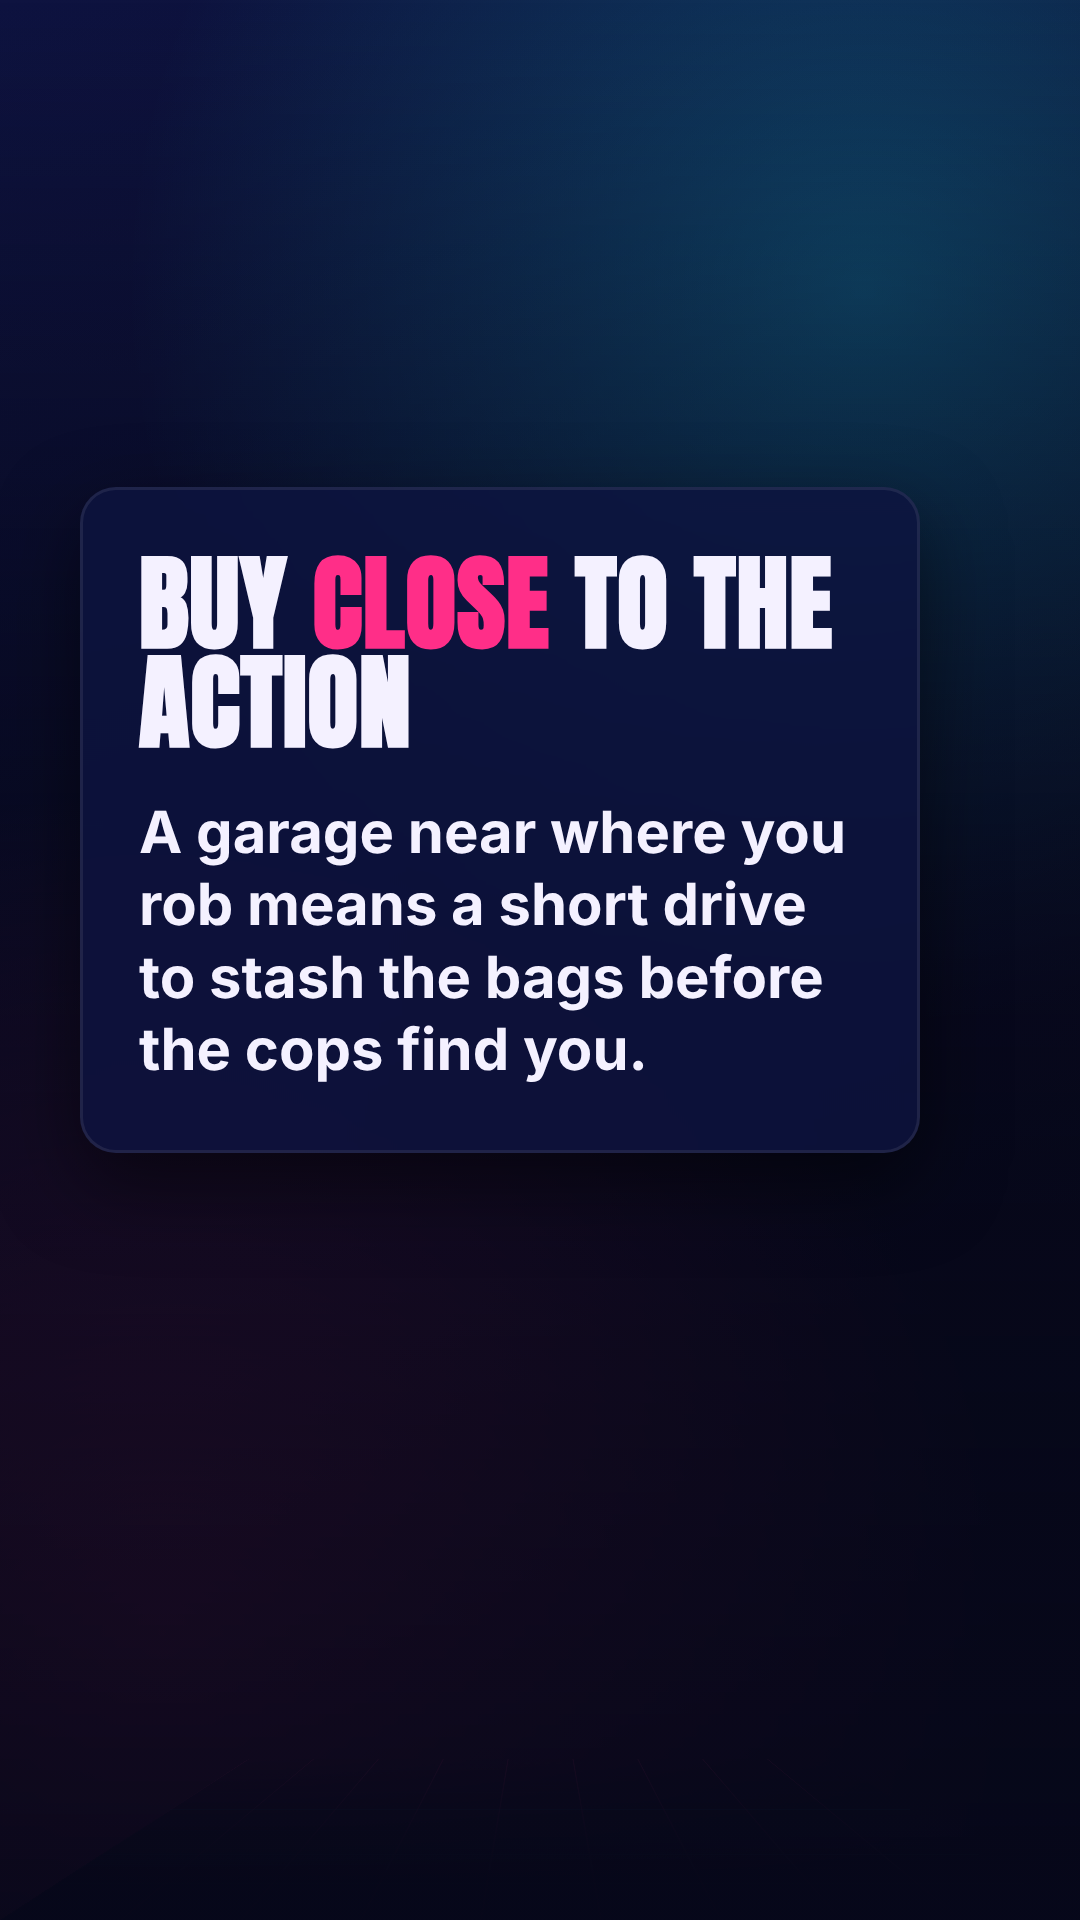 BUY CLOSE TO THE
ACTION
A garage near where you
rob means a short drive
to stash the bags before
the cops find you.